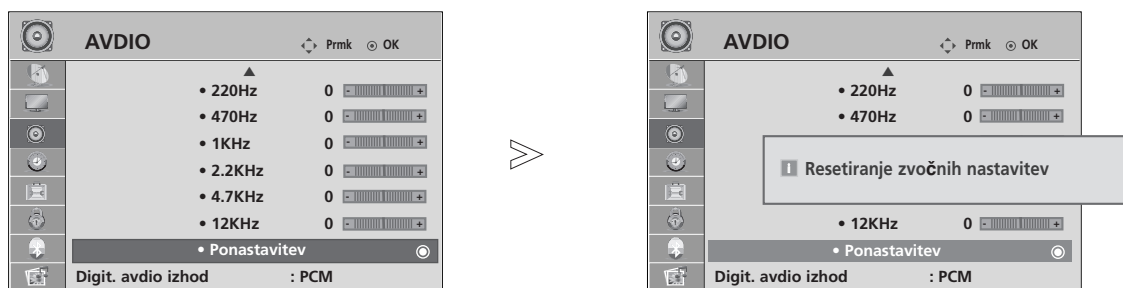 AVDIO Prmk OK
▲
• 220Hz 0 - +
• 470Hz 0 - +
• 1KHz 0 - +
• 2.2KHz 0 - +
• 4.7KHz 0 - +
• 12KHz 0 - +
• Ponastavitev
Digit. avdio izhod : PCM
AVDIO Prmk OK
▲
• 220Hz 0 - +
• 470Hz 0 - +
i Resetiranje zvočnih nastavitev
• 12KHz 0 - +
• Ponastavitev
Digit. avdio izhod : PCM